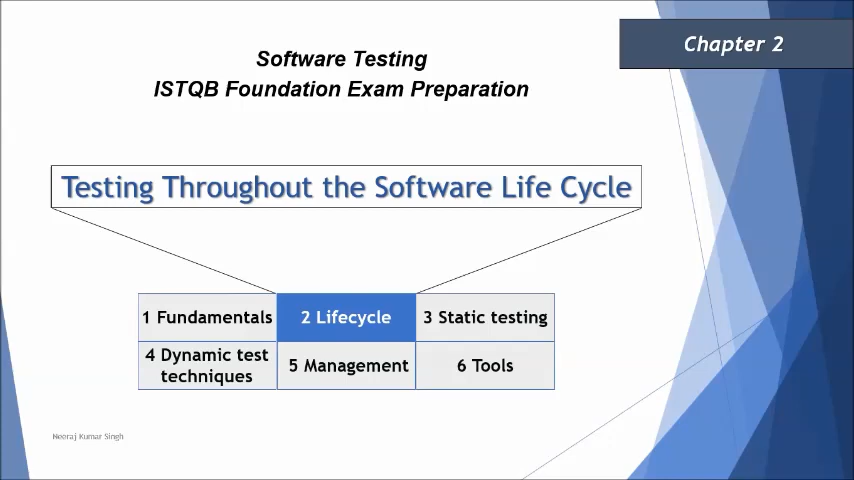 Chapter 2
Software Testing
ISTQB Foundation Exam Preparation
Testing Throughout the Software Life Cycle
1 Fundamentals
2 Lifecycle
3 Static testing
4 Dynamic test
techniques
5 Management
6 Tools
Neeraj Kumar Singh